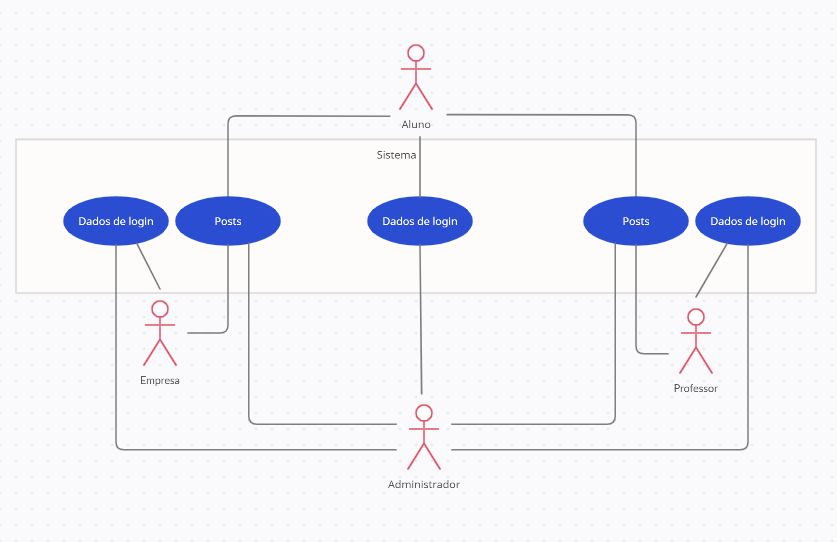 Aluno
Sistema
Dados de login
Posts
Dados de login
Posts
Dados de login
Empresa
Professor
Administrador